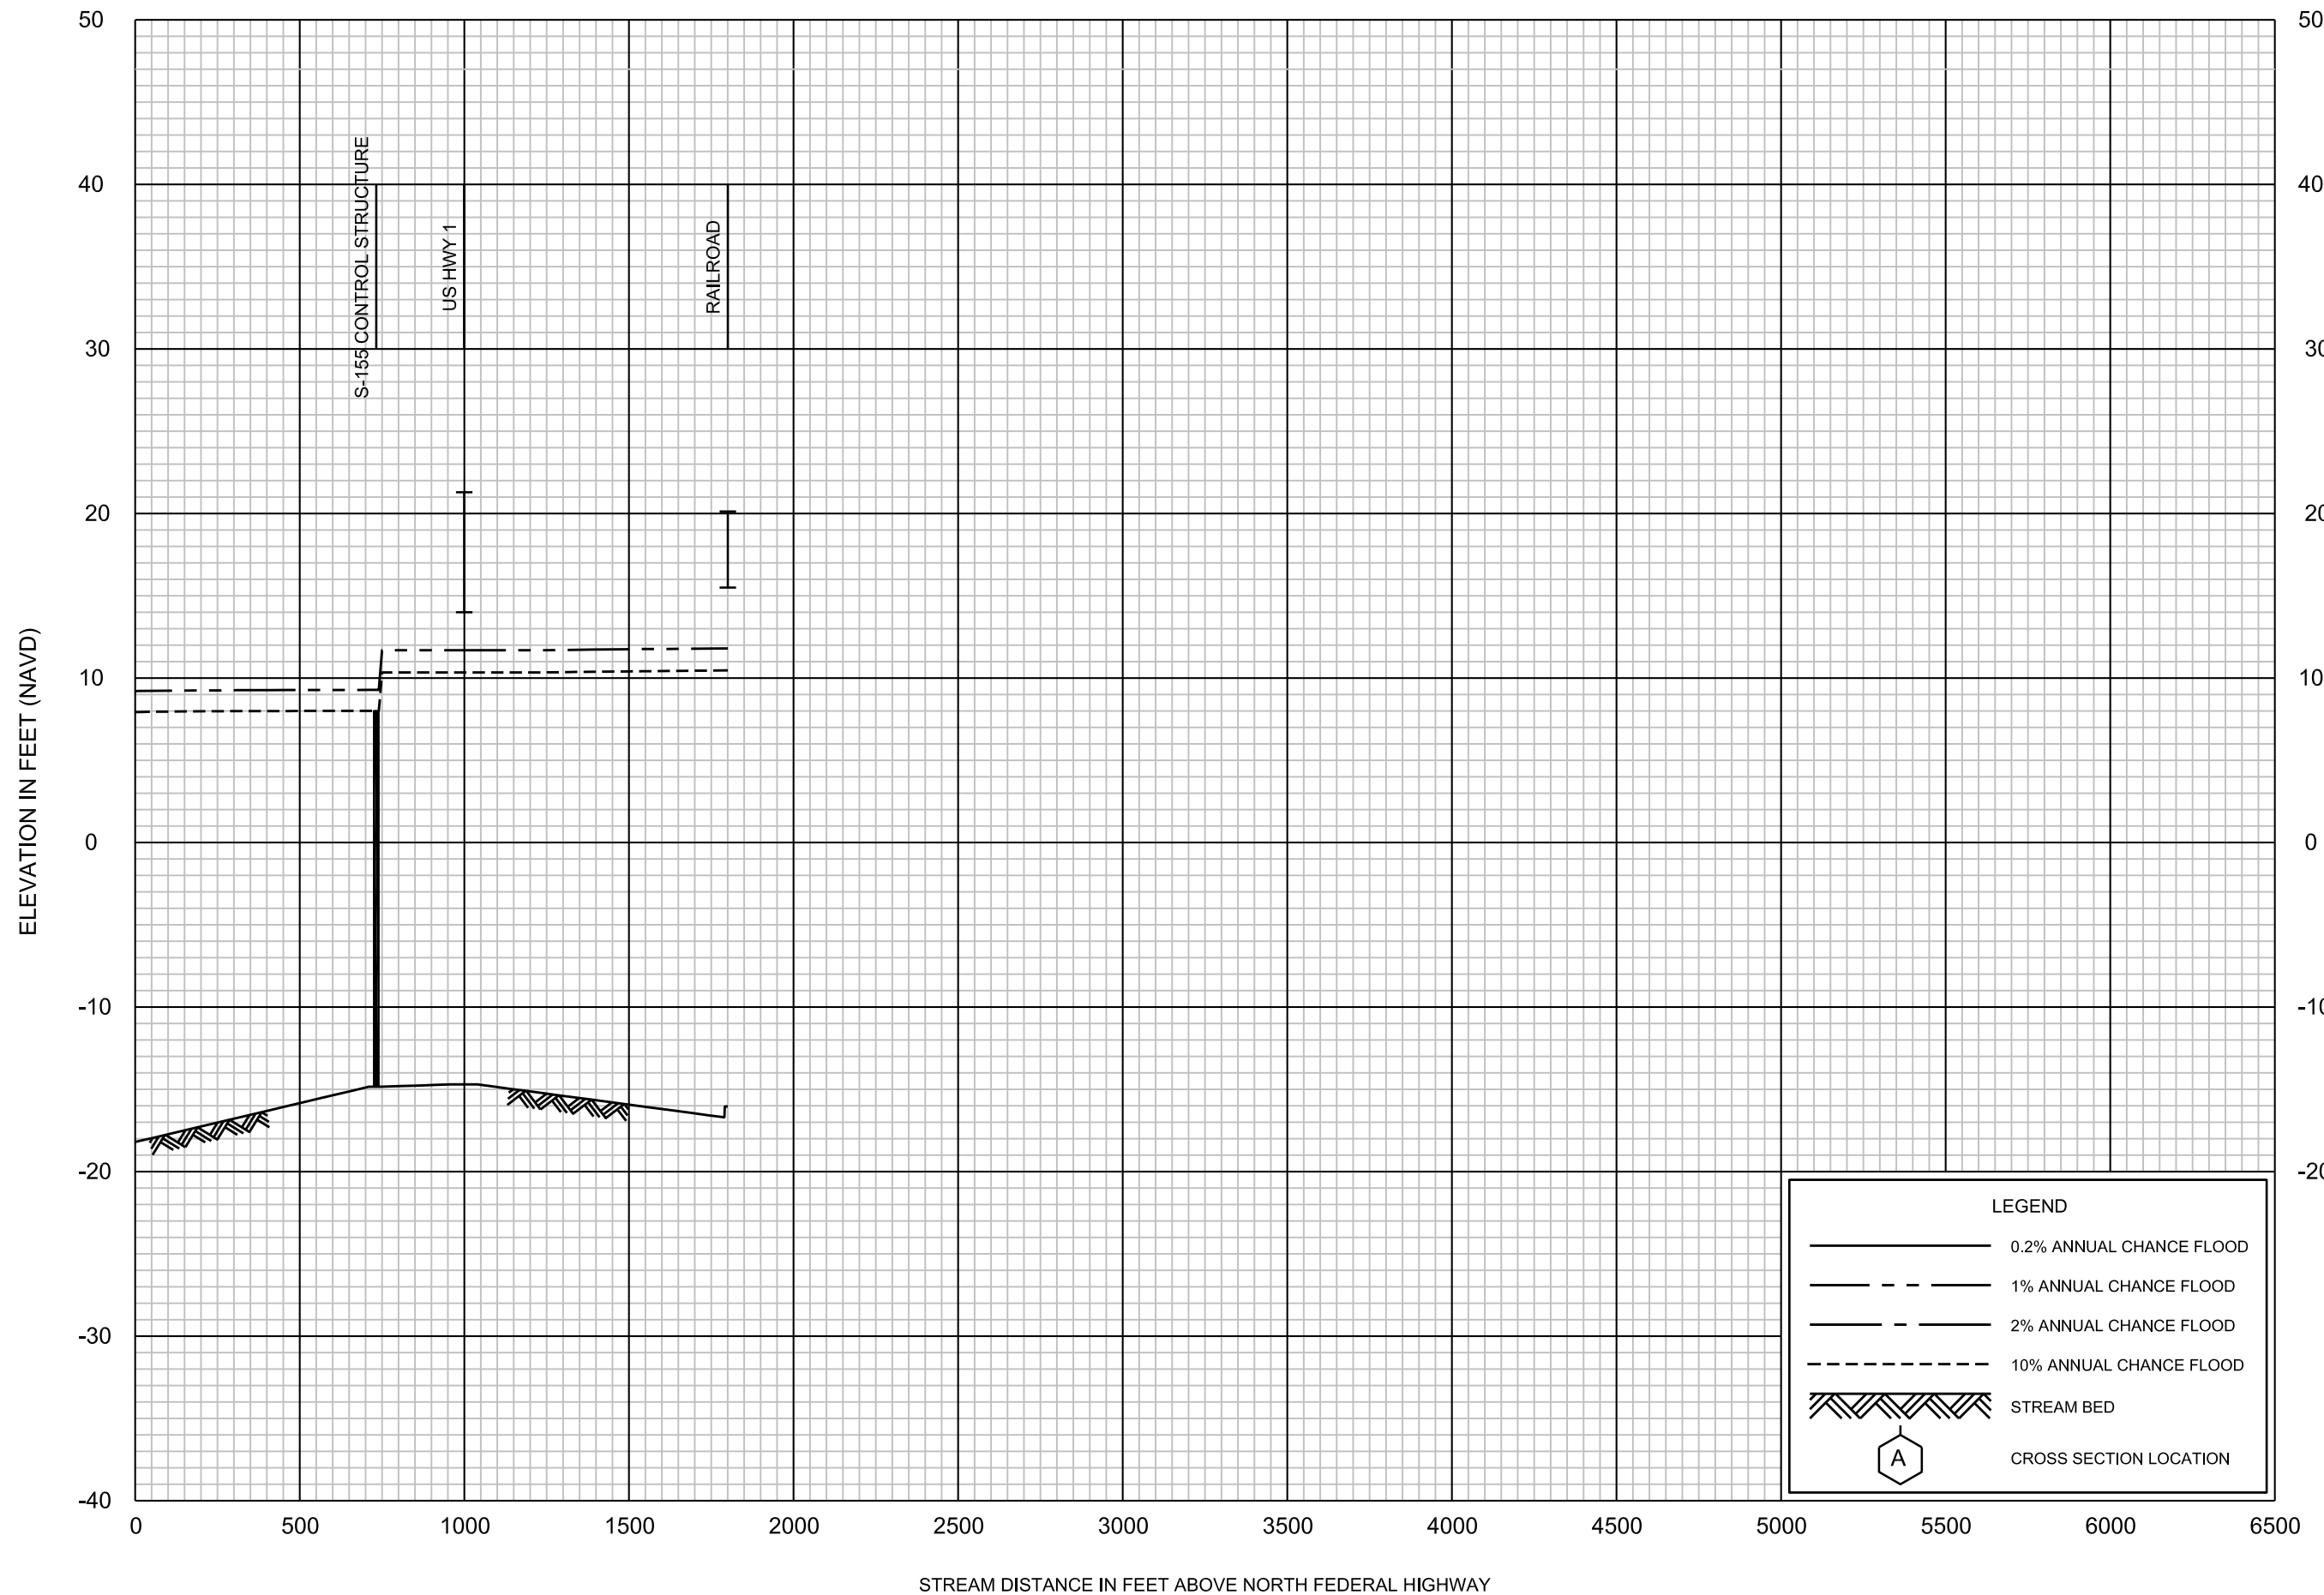 50
40
30
20
10
0
-10
-20
-30
-40
50
40
30
20
10
0
-10
-20
ELEVATION IN FEET (NAVD)
S-155 CONTROL STRUCTURE
US HWY 1
RAILROAD
LEGEND
0.2% ANNUAL CHANCE FLOOD
1% ANNUAL CHANCE FLOOD
2% ANNUAL CHANCE FLOOD
10% ANNUAL CHANCE FLOOD
STREAM BED
A
CROSS SECTION LOCATION
0 500 1000 1500 2000 2500 3000 3500 4000 4500 5000 5500 6000 6500
STREAM DISTANCE IN FEET ABOVE NORTH FEDERAL HIGHWAY